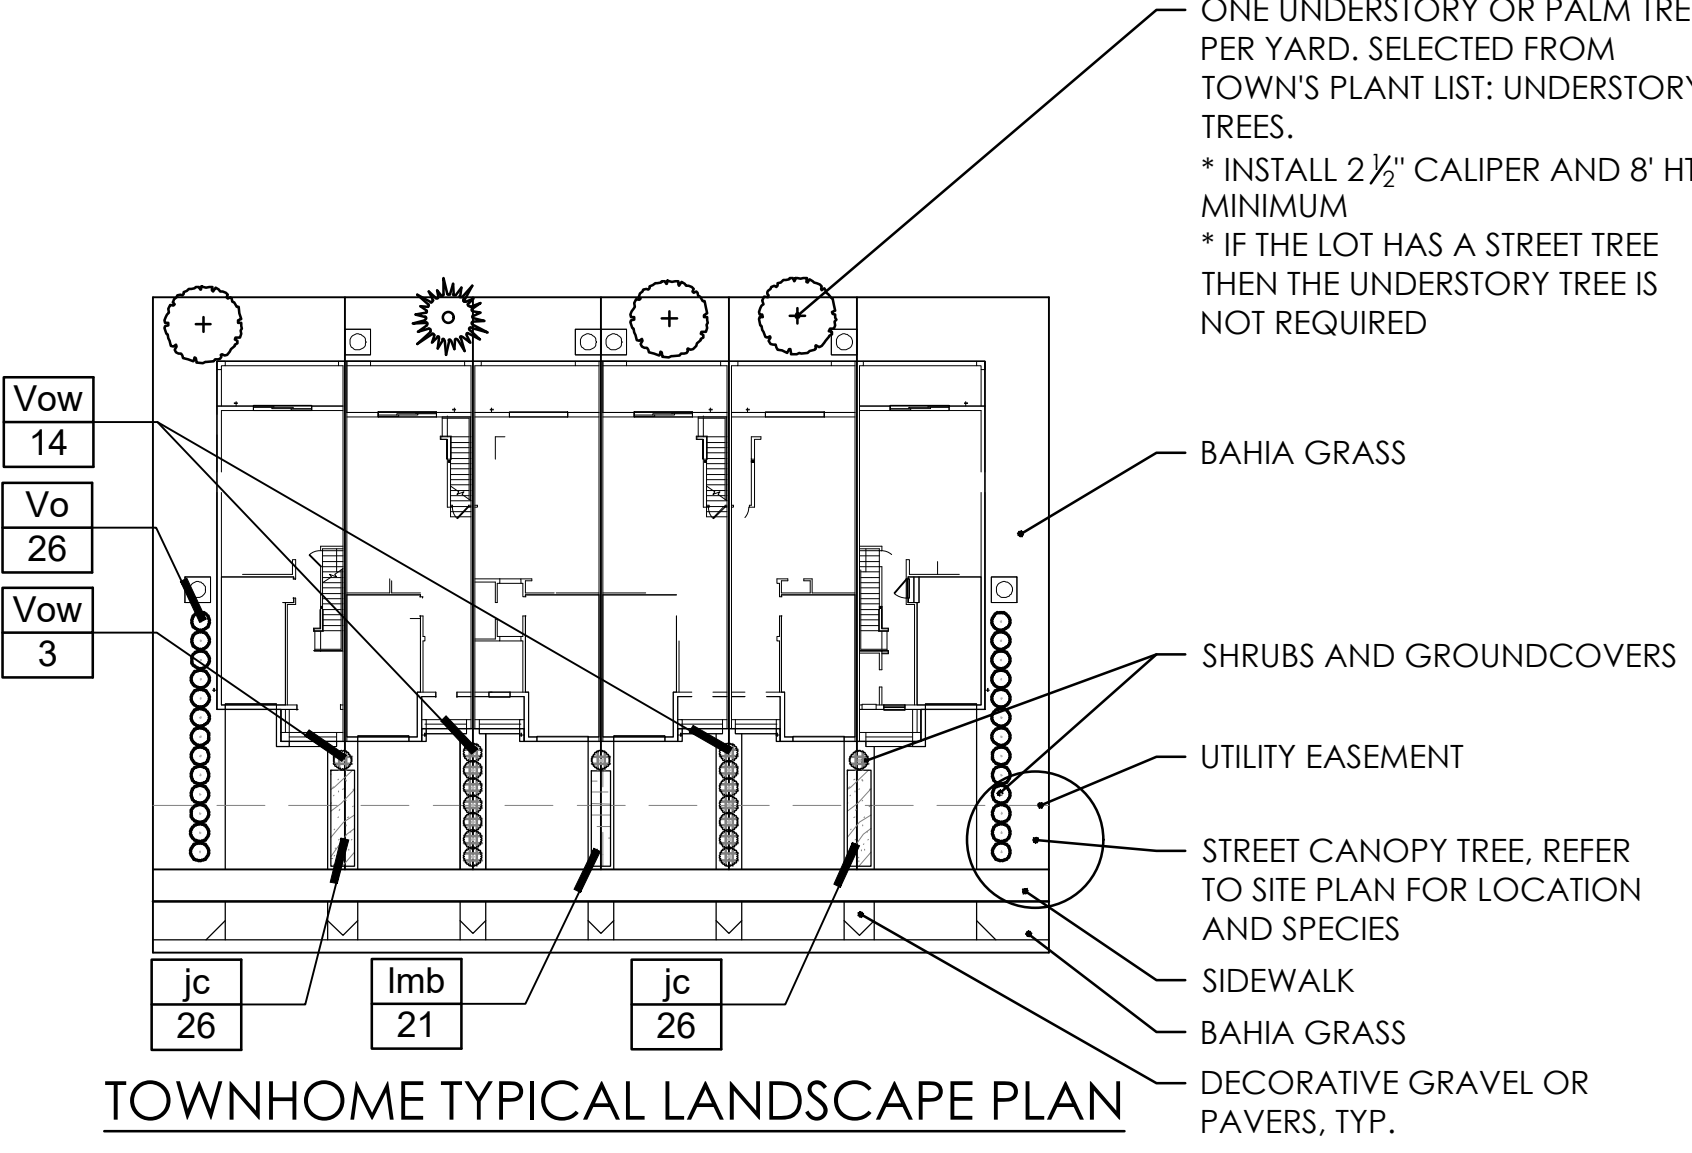 ONE UNDERSTORY OR PALM TRE
PER YARD. SELECTED FROM
TOWN'S PLANT LIST: UNDERSTORY
TREES.
* INSTALL 2 ½" CALIPER AND 8' HT
MINIMUM
* IF THE LOT HAS A STREET TREE
THEN THE UNDERSTORY TREE IS
NOT REQUIRED
Vow
14
Vo
26
Vow
3
BAHIA GRASS
SHRUBS AND GROUNDCOVERS
UTILITY EASEMENT
STREET CANOPY TREE, REFER
TO SITE PLAN FOR LOCATION
AND SPECIES
SIDEWALK
BAHIA GRASS
DECORATIVE GRAVEL OR
PAVERS, TYP.
jc
26
lmb
21
jc
26
TOWNHOME TYPICAL LANDSCAPE PLAN